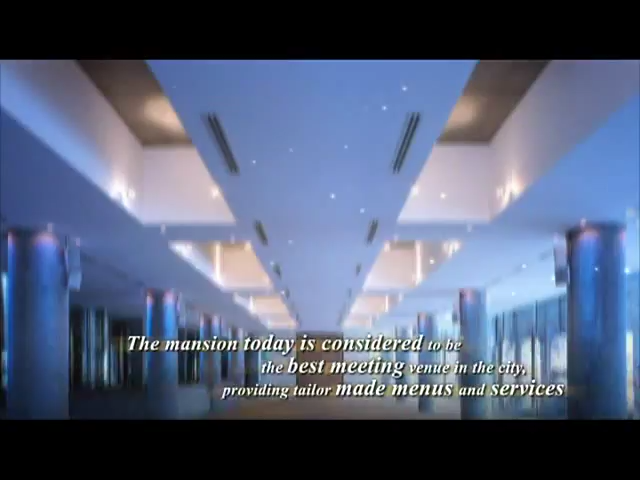 The mansion today is considered to be
the best meeting venue in the city,
providing tailor made menus and services